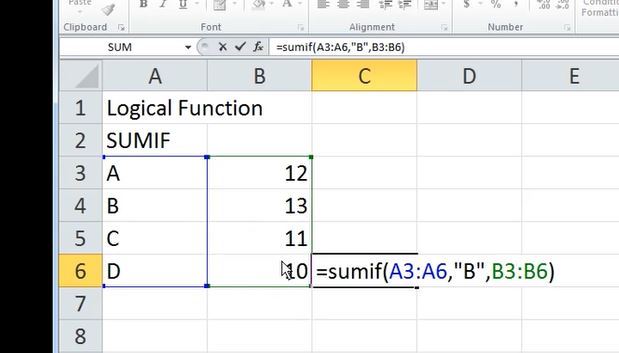 Paste
B I U
$ % ,
Conditio
Formattin
Clipboard Font Alignment Number
SUM fx =sumif(A3:A6,"B",B3:B6)
A B C D E
1 Logical Function
2 SUMIF
3 A 12
4 B 13
5 C 11
6 D 10 =sumif(A3:A6,"B",B3:B6)
7
8